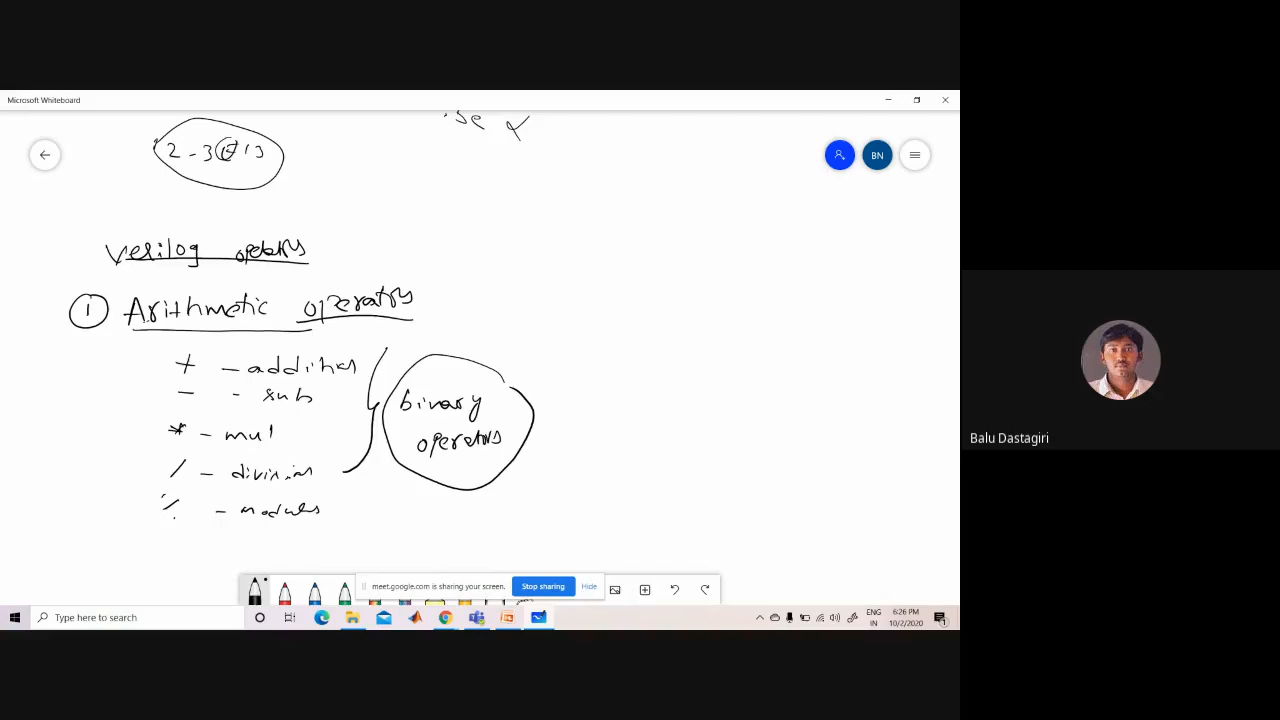 Microsoft Whiteboard
BN
Verilog operators
1 Arithmetic operators
+ - addition
- - sub
* - mul
/ - division
% - modules
binary
operators
meet.google.com is sharing your screen.
Stop sharing
Hide
Type here to search
ENG
IN
6:26 PM
10/2/2020
Balu Dastagiri